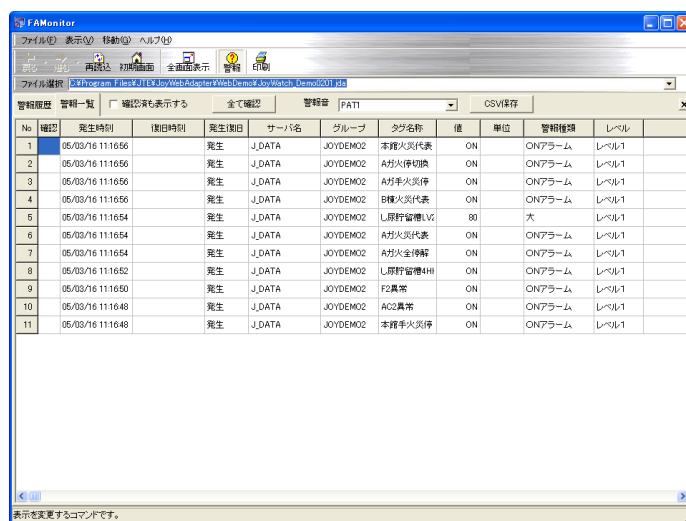 FAMonitor
ファイル(F) 表示(V) 移動(G) ヘルプ(H)
戻る 進む 再読込 初期画面 全画面表示 警報 印刷
ファイル選択 C:¥Program Files¥JTE¥JoyWebAdapter¥WebDemo¥JoyWatch_Demo0201.jda
警報履歴 警報一覧 確認済も表示する 全て確認 警報音 PAT1 CSV保存
No 確認 発生時刻 復旧時刻 発生復旧 サーバ名 グループ タグ名称 値 単位 警報種類 レベル
1 05/03/16 11:16:56 発生 J_DATA JOYDEMO2 本館火災代表 ON ONアラーム レベル1
2 05/03/16 11:16:56 発生 J_DATA JOYDEMO2 Aガ火停切換 ON ONアラーム レベル1
3 05/03/16 11:16:56 発生 J_DATA JOYDEMO2 Aガ手火災停 ON ONアラーム レベル1
4 05/03/16 11:16:56 発生 J_DATA JOYDEMO2 B棟火災代表 ON ONアラーム レベル1
5 05/03/16 11:16:54 発生 J_DATA JOYDEMO2 し尿貯留槽LV 80 大 レベル1
6 05/03/16 11:16:54 発生 J_DATA JOYDEMO2 Aガ火災代表 ON ONアラーム レベル1
7 05/03/16 11:16:54 発生 J_DATA JOYDEMO2 Aガ火全停解 ON ONアラーム レベル1
8 05/03/16 11:16:52 発生 J_DATA JOYDEMO2 し尿貯留槽4H ON ONアラーム レベル1
9 05/03/16 11:16:50 発生 J_DATA JOYDEMO2 F2異常 ON ONアラーム レベル1
10 05/03/16 11:16:48 発生 J_DATA JOYDEMO2 AC2異常 ON ONアラーム レベル1
11 05/03/16 11:16:48 発生 J_DATA JOYDEMO2 本館手火災停 ON ONアラーム レベル1
表示を変更するコマンドです。